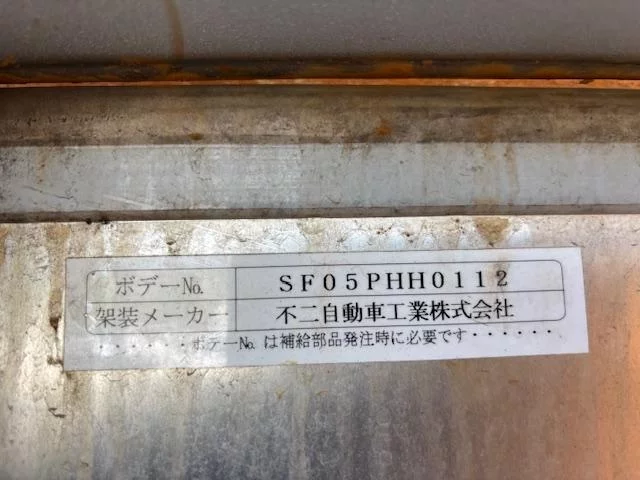 ボデーNo. SF05PHH0112
架装メーカー 不二自動車工業株式会社
・・・・・・ボデーNo. は補給部品発注時に必要です・・・・・・